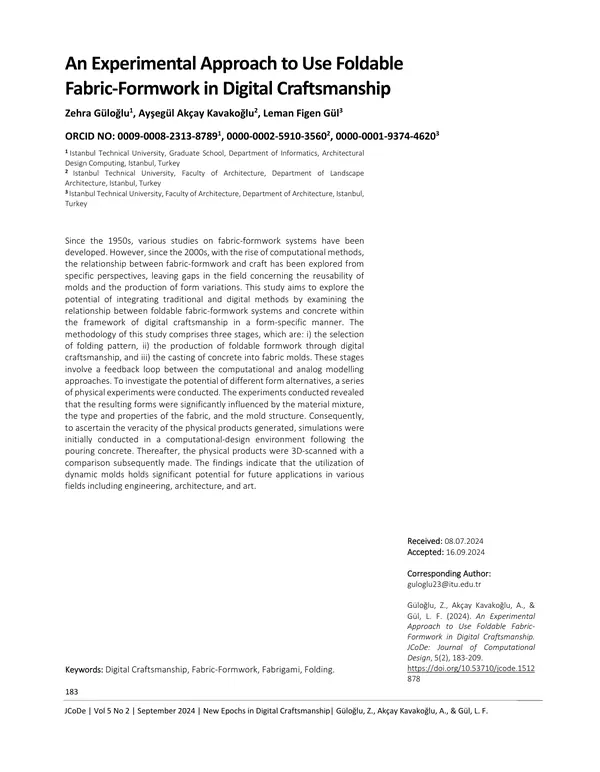 An Experimental Approach to Use Foldable
Fabric-Formwork in Digital Craftsmanship
Zehra Güloğlu1, Ayşegül Akçay Kavakoğlu2, Leman Figen Gül3
ORCID NO: 0009-0008-2313-87891, 0000-0002-5910-35602, 0000-0001-9374-46203
1 Istanbul Technical University, Graduate School, Department of Informatics, Architectural
Design Computing, Istanbul, Turkey
2 Istanbul Technical University, Faculty of Architecture, Department of Landscape
Architecture, Istanbul, Turkey
3 Istanbul Technical University, Faculty of Architecture, Department of Architecture, Istanbul,
Turkey
Since the 1950s, various studies on fabric-formwork systems have been
developed. However, since the 2000s, with the rise of computational methods,
the relationship between fabric-formwork and craft has been explored from
specific perspectives, leaving gaps in the field concerning the reusability of
molds and the production of form variations. This study aims to explore the
potential of integrating traditional and digital methods by examining the
relationship between foldable fabric-formwork systems and concrete within
the framework of digital craftsmanship in a form-specific manner. The
methodology of this study comprises three stages, which are: i) the selection
of folding pattern, ii) the production of foldable formwork through digital
craftsmanship, and iii) the casting of concrete into fabric molds. These stages
involve a feedback loop between the computational and analog modelling
approaches. To investigate the potential of different form alternatives, a series
of physical experiments were conducted. The experiments conducted revealed
that the resulting forms were significantly influenced by the material mixture,
the type and properties of the fabric, and the mold structure. Consequently,
to ascertain the veracity of the physical products generated, simulations were
initially conducted in a computational-design environment following the
pouring concrete. Thereafter, the physical products were 3D-scanned with a
comparison subsequently made. The findings indicate that the utilization of
dynamic molds holds significant potential for future applications in various
fields including engineering, architecture, and art.
Received: 08.07.2024
Accepted: 16.09.2024
Corresponding Author:
guloglu23@itu.edu.tr
Güloğlu, Z., Akçay Kavakoğlu, A., &
Gül, L. F. (2024). An Experimental
Approach to Use Foldable Fabric-
Formwork in Digital Craftsmanship.
JCoDe: Journal of Computational
Design, 5(2), 183-209.
https://doi.org/10.53710/jcode.1512
878
Keywords: Digital Craftsmanship, Fabric-Formwork, Fabrigami, Folding.
183
JCoDe | Vol 5 No 2 | September 2024 | New Epochs in Digital Craftsmanship| Güloğlu, Z., Akçay Kavakoğlu, A., & Gül, L. F.